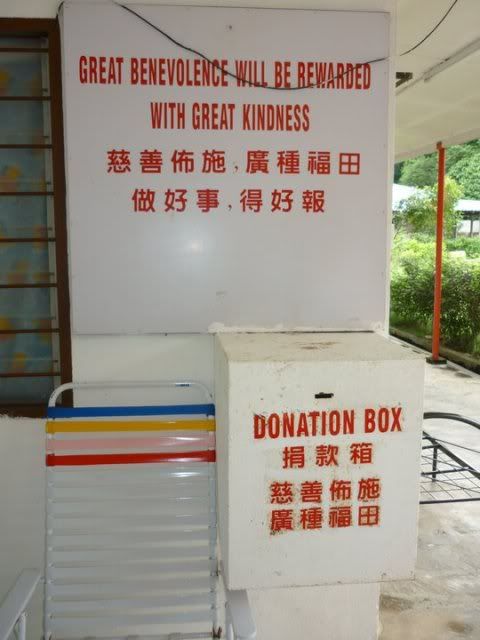 GREAT BENEVOLENCE WILL BE REWARDED
WITH GREAT KINDNESS
慈善佈施,廣種福田
做好事,得好報
DONATION BOX
捐款箱
慈善佈施
廣種福田